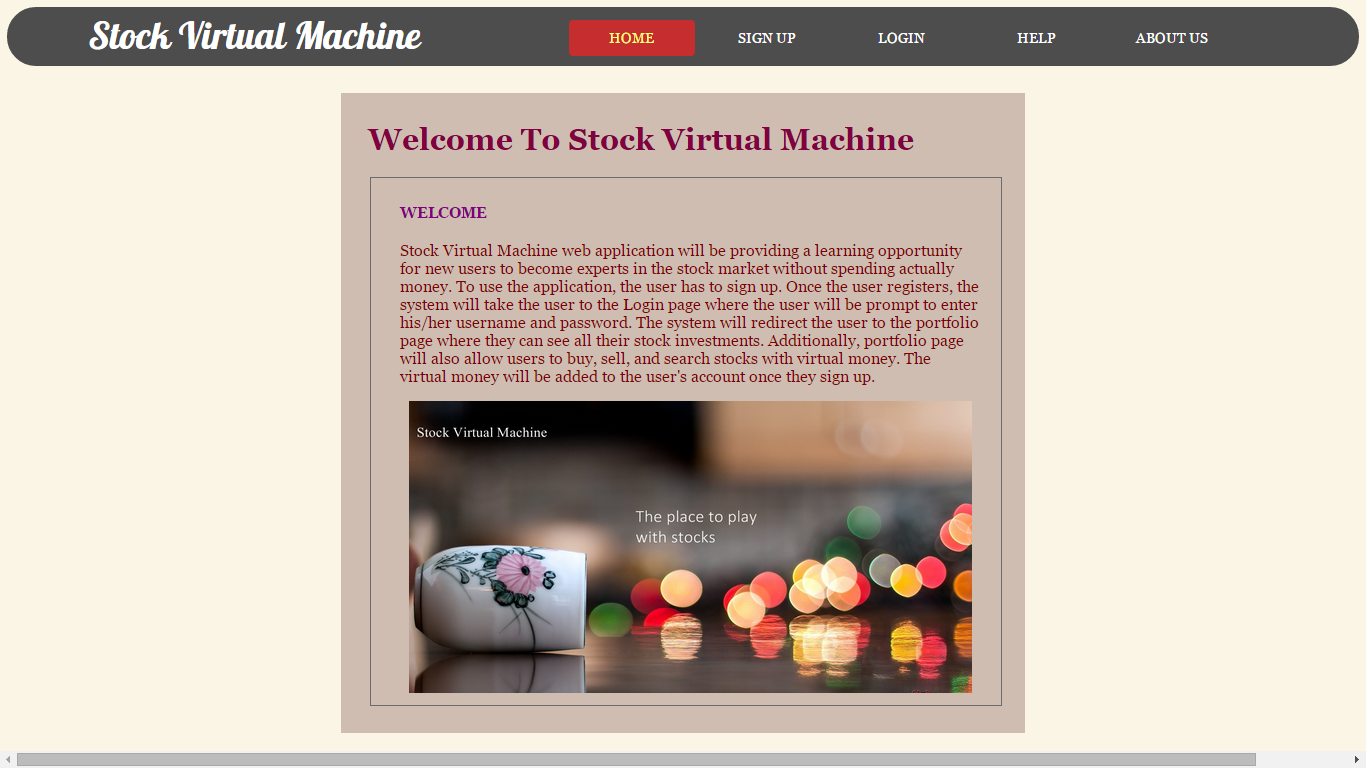 Stock Virtual Machine
HOME SIGN UP LOGIN HELP ABOUT US
Welcome To Stock Virtual Machine
WELCOME
Stock Virtual Machine web application will be providing a learning opportunity
for new users to become experts in the stock market without spending actually
money. To use the application, the user has to sign up. Once the user registers, the
system will take the user to the Login page where the user will be prompt to enter
his/her username and password. The system will redirect the user to the portfolio
page where they can see all their stock investments. Additionally, portfolio page
will also allow users to buy, sell, and search stocks with virtual money. The
virtual money will be added to the user's account once they sign up.
Stock Virtual Machine
The place to play
with stocks